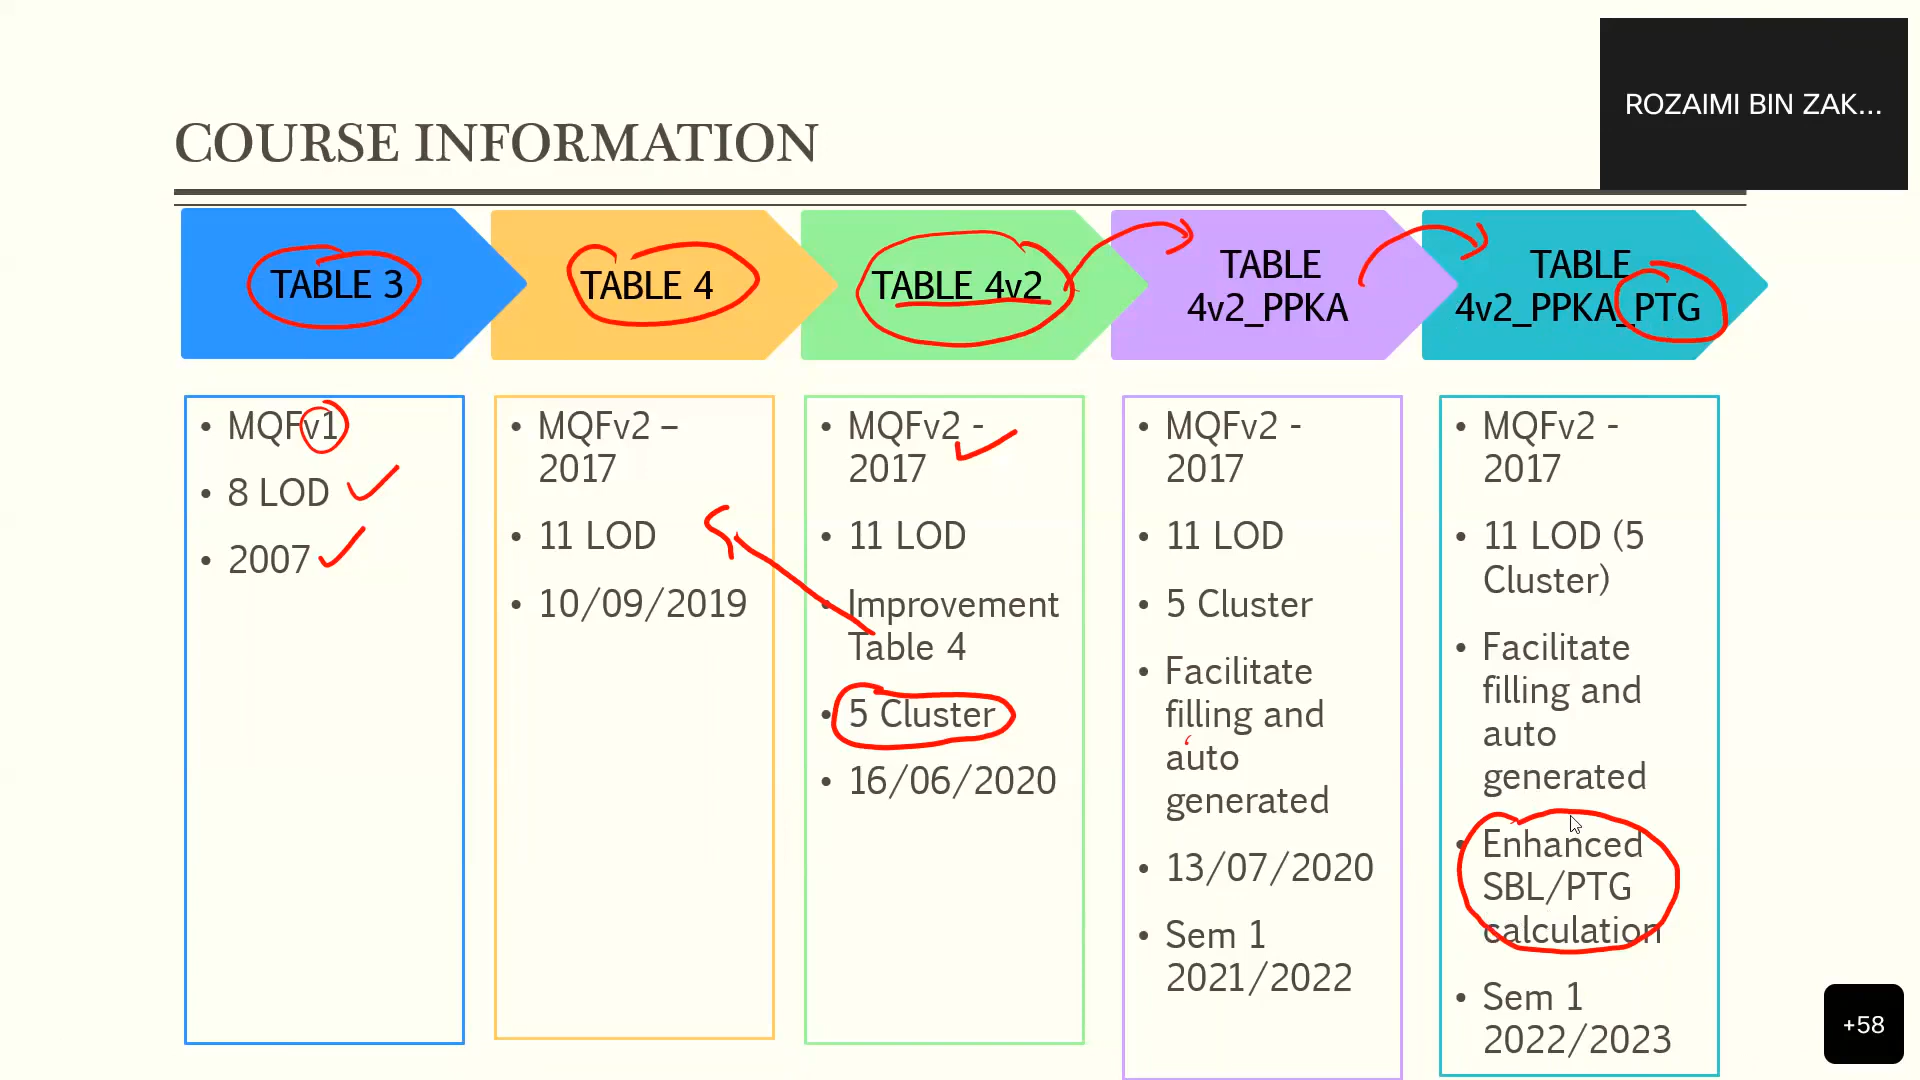 ROZAIMI BIN ZAK...
COURSE INFORMATION
TABLE 3
TABLE 4
TABLE 4v2
TABLE
4v2_PPKA
TABLE
4v2_PPKA_PTG
• MQFv1
• 8 LOD
• 2007
• MQFv2 –
2017
• 11 LOD
• 10/09/2019
• MQFv2 -
2017
• 11 LOD
• Improvement
Table 4
• 5 Cluster
• 16/06/2020
• MQFv2 -
2017
• 11 LOD
• 5 Cluster
• Facilitate
filling and
auto
generated
• 13/07/2020
• Sem 1
2021/2022
• MQFv2 -
2017
• 11 LOD (5
Cluster)
• Facilitate
filling and
auto
generated
• Enhanced
SBL/PTG
calculation
• Sem 1
2022/2023
+58